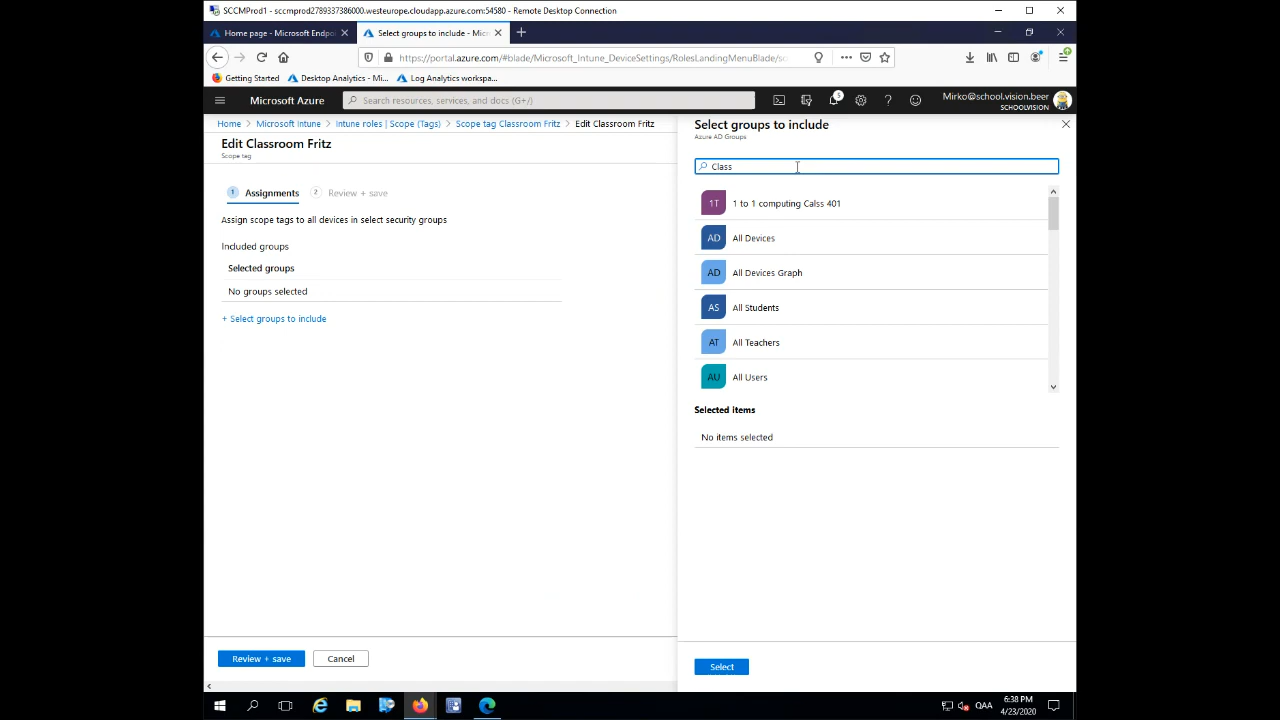 SCCMProd1 - sccmprod2789337386000.westeurope.cloudapp.azure.com:54580 - Remote Desktop Connection
Home page - Microsoft Endpoi
Select groups to include - Micr
https://portal.azure.com/#blade/Microsoft_Intune_DeviceSettings/RolesLandingMenuBlade/sc
Getting Started
Desktop Analytics - Mi...
Log Analytics workspa...
Microsoft Azure
Search resources, services, and docs (G+/)
5
Mirko@school.vision.beer
SCHOOLVISION
Home > Microsoft Intune > Intune roles | Scope (Tags) > Scope tag Classroom Fritz > Edit Classroom Fritz
Edit Classroom Fritz
Scope tag
1 Assignments
2 Review + save
Assign scope tags to all devices in select security groups
Included groups
Selected groups
No groups selected
+ Select groups to include
Review + save
Cancel
Select groups to include
Azure AD Groups
Class
1T 1 to 1 computing Calss 401
AD All Devices
AD All Devices Graph
AS All Students
AT All Teachers
AU All Users
Selected items
No items selected
Select
QAA
6:38 PM
4/23/2020